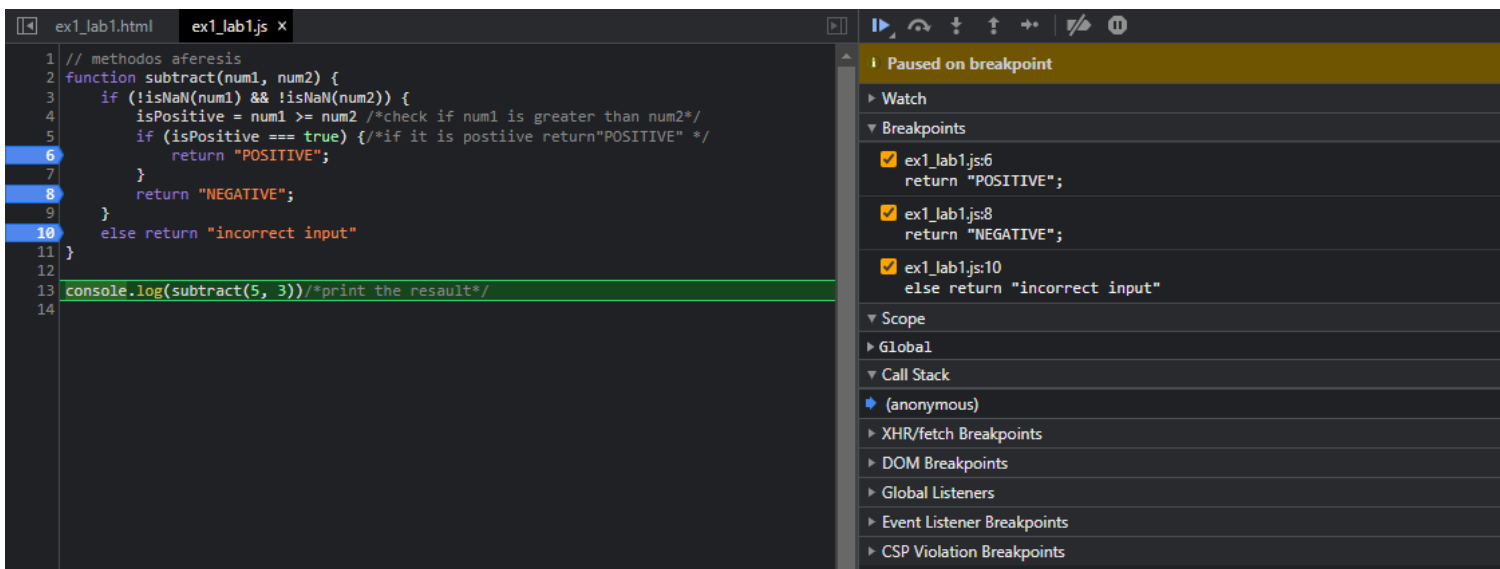 ex1_lab1.html ex1_lab1.js ×
1 // methodos aferesis
2 function subtract(num1, num2) {
3 if (!isNaN(num1) && !isNaN(num2)) {
4 isPositive = num1 >= num2 /*check if num1 is greater than num2*/
5 if (isPositive === true) {/*if it is postiive return"POSITIVE" */
6 return "POSITIVE";
7 }
8 return "NEGATIVE";
9 }
10 else return "incorrect input"
11 }
12
13 console.log(subtract(5, 3))/*print the resault*/
14
Paused on breakpoint
Watch
Breakpoints
ex1_lab1.js:6
return "POSITIVE";
ex1_lab1.js:8
return "NEGATIVE";
ex1_lab1.js:10
else return "incorrect input"
Scope
Global
Call Stack
(anonymous)
XHR/fetch Breakpoints
DOM Breakpoints
Global Listeners
Event Listener Breakpoints
CSP Violation Breakpoints